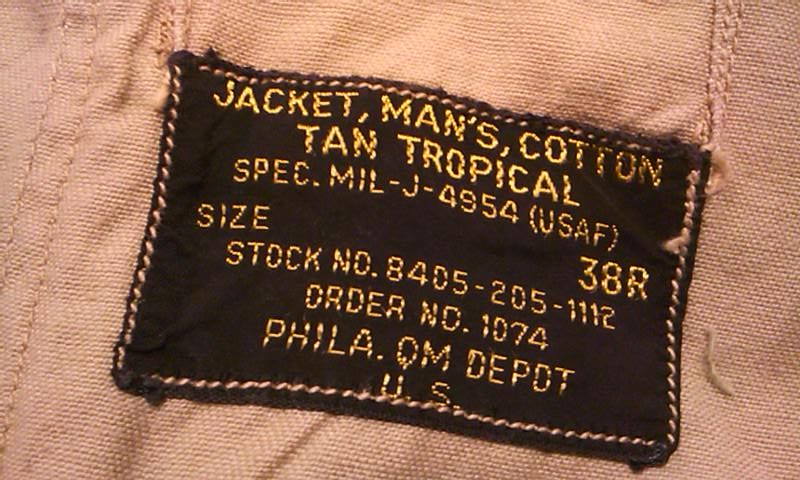 JACKET, MAN'S, COTTON
TAN TROPICAL
SPEC. MIL-J-4954 (USAF)
SIZE 38R
STOCK NO. 8405-205-1112
ORDER NO. 1074
PHILA. QM DEPOT
U.S.